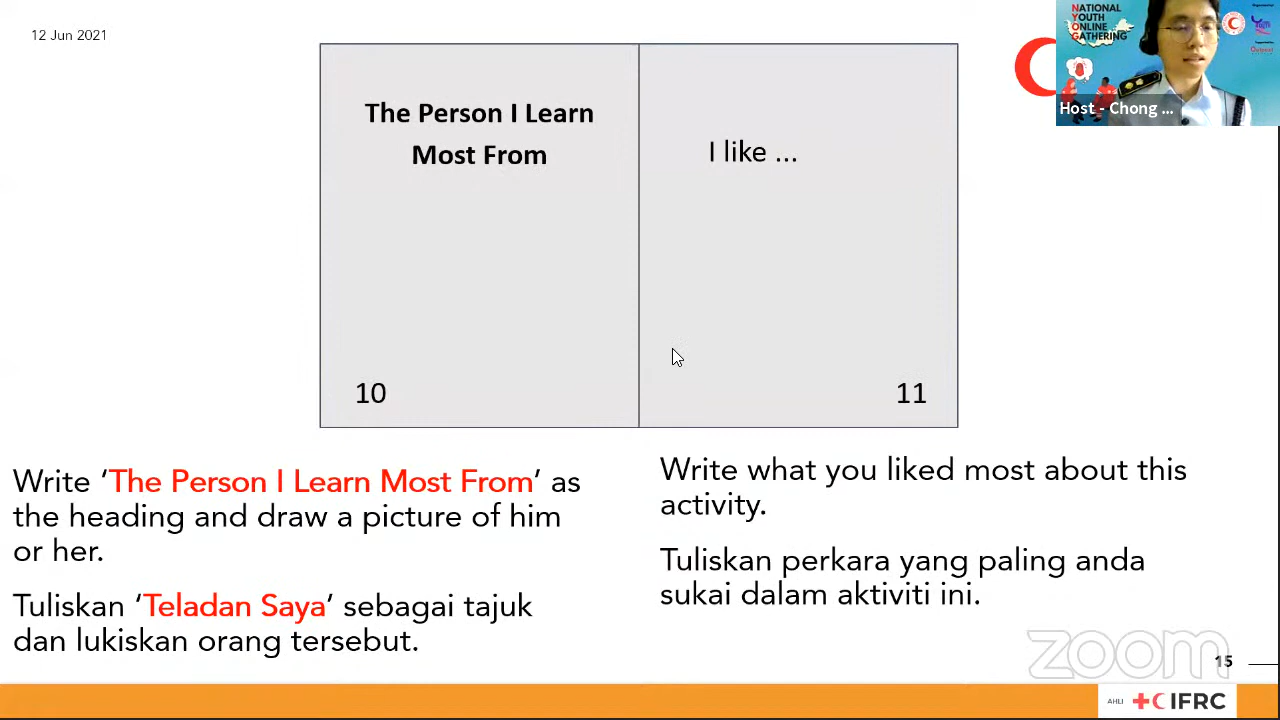 12 Jun 2021
The Person I Learn
Most From
10
I like ...
11
NATIONAL
YOUTH
ONLINE
GATHERING
Host - Chong ...
Write ‘The Person I Learn Most From’ as
the heading and draw a picture of him
or her.
Tuliskan ‘Teladan Saya’ sebagai tajuk
dan lukiskan orang tersebut.
Write what you liked most about this
activity.
Tuliskan perkara yang paling anda
sukai dalam aktiviti ini.
zoom
15
AHLI IFRC